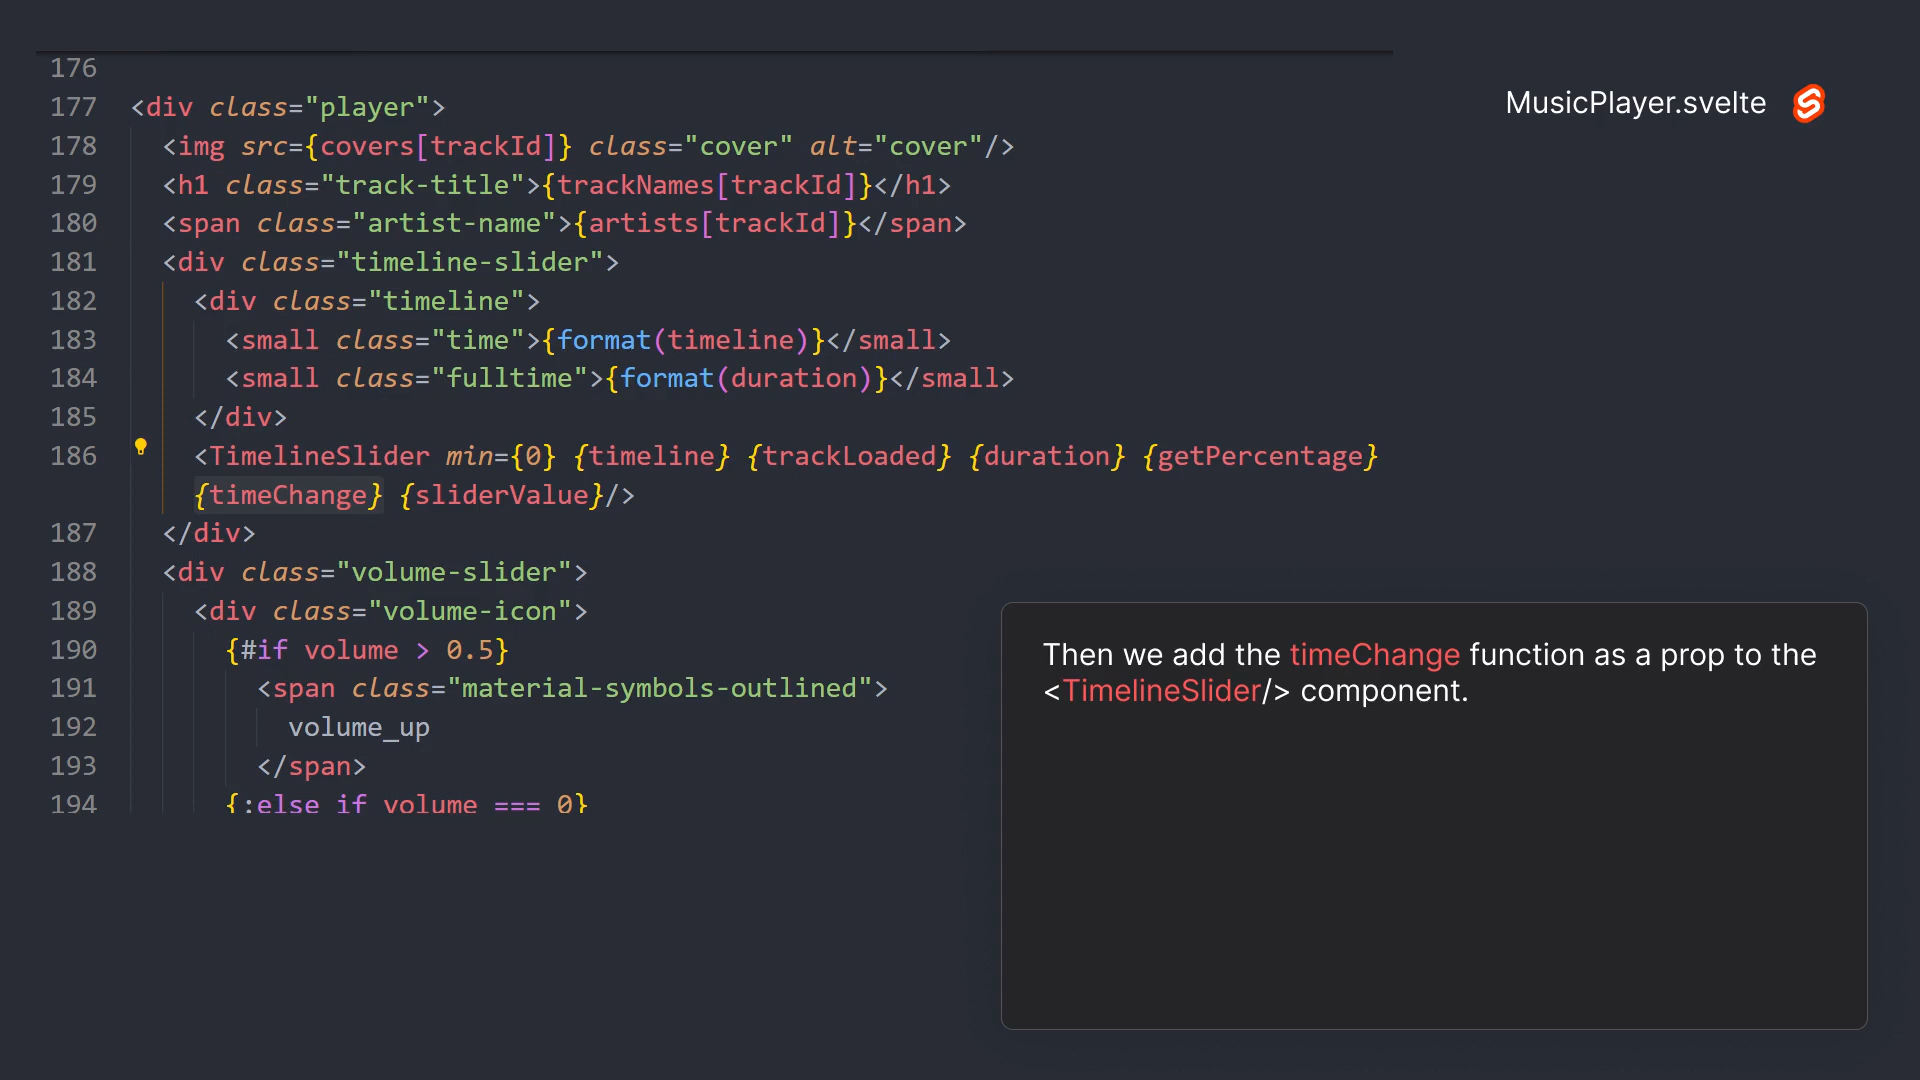 176
177 <div class="player">
178 <img src={covers[trackId]} class="cover" alt="cover"/>
179 <h1 class="track-title">{trackNames[trackId]}</h1>
180 <span class="artist-name">{artists[trackId]}</span>
181 <div class="timeline-slider">
182 <div class="timeline">
183 <small class="time">{format(timeline)}</small>
184 <small class="fulltime">{format(duration)}</small>
185 </div>
186 <TimelineSlider min={0} {timeline} {trackLoaded} {duration} {getPercentage}
{timeChange} {sliderValue}/>
187 </div>
188 <div class="volume-slider">
189 <div class="volume-icon">
190 {#if volume > 0.5}
191 <span class="material-symbols-outlined">
192 volume_up
193 </span>
194 {:else if volume === 0}
MusicPlayer.svelte
Then we add the timeChange function as a prop to the
<TimelineSlider/> component.